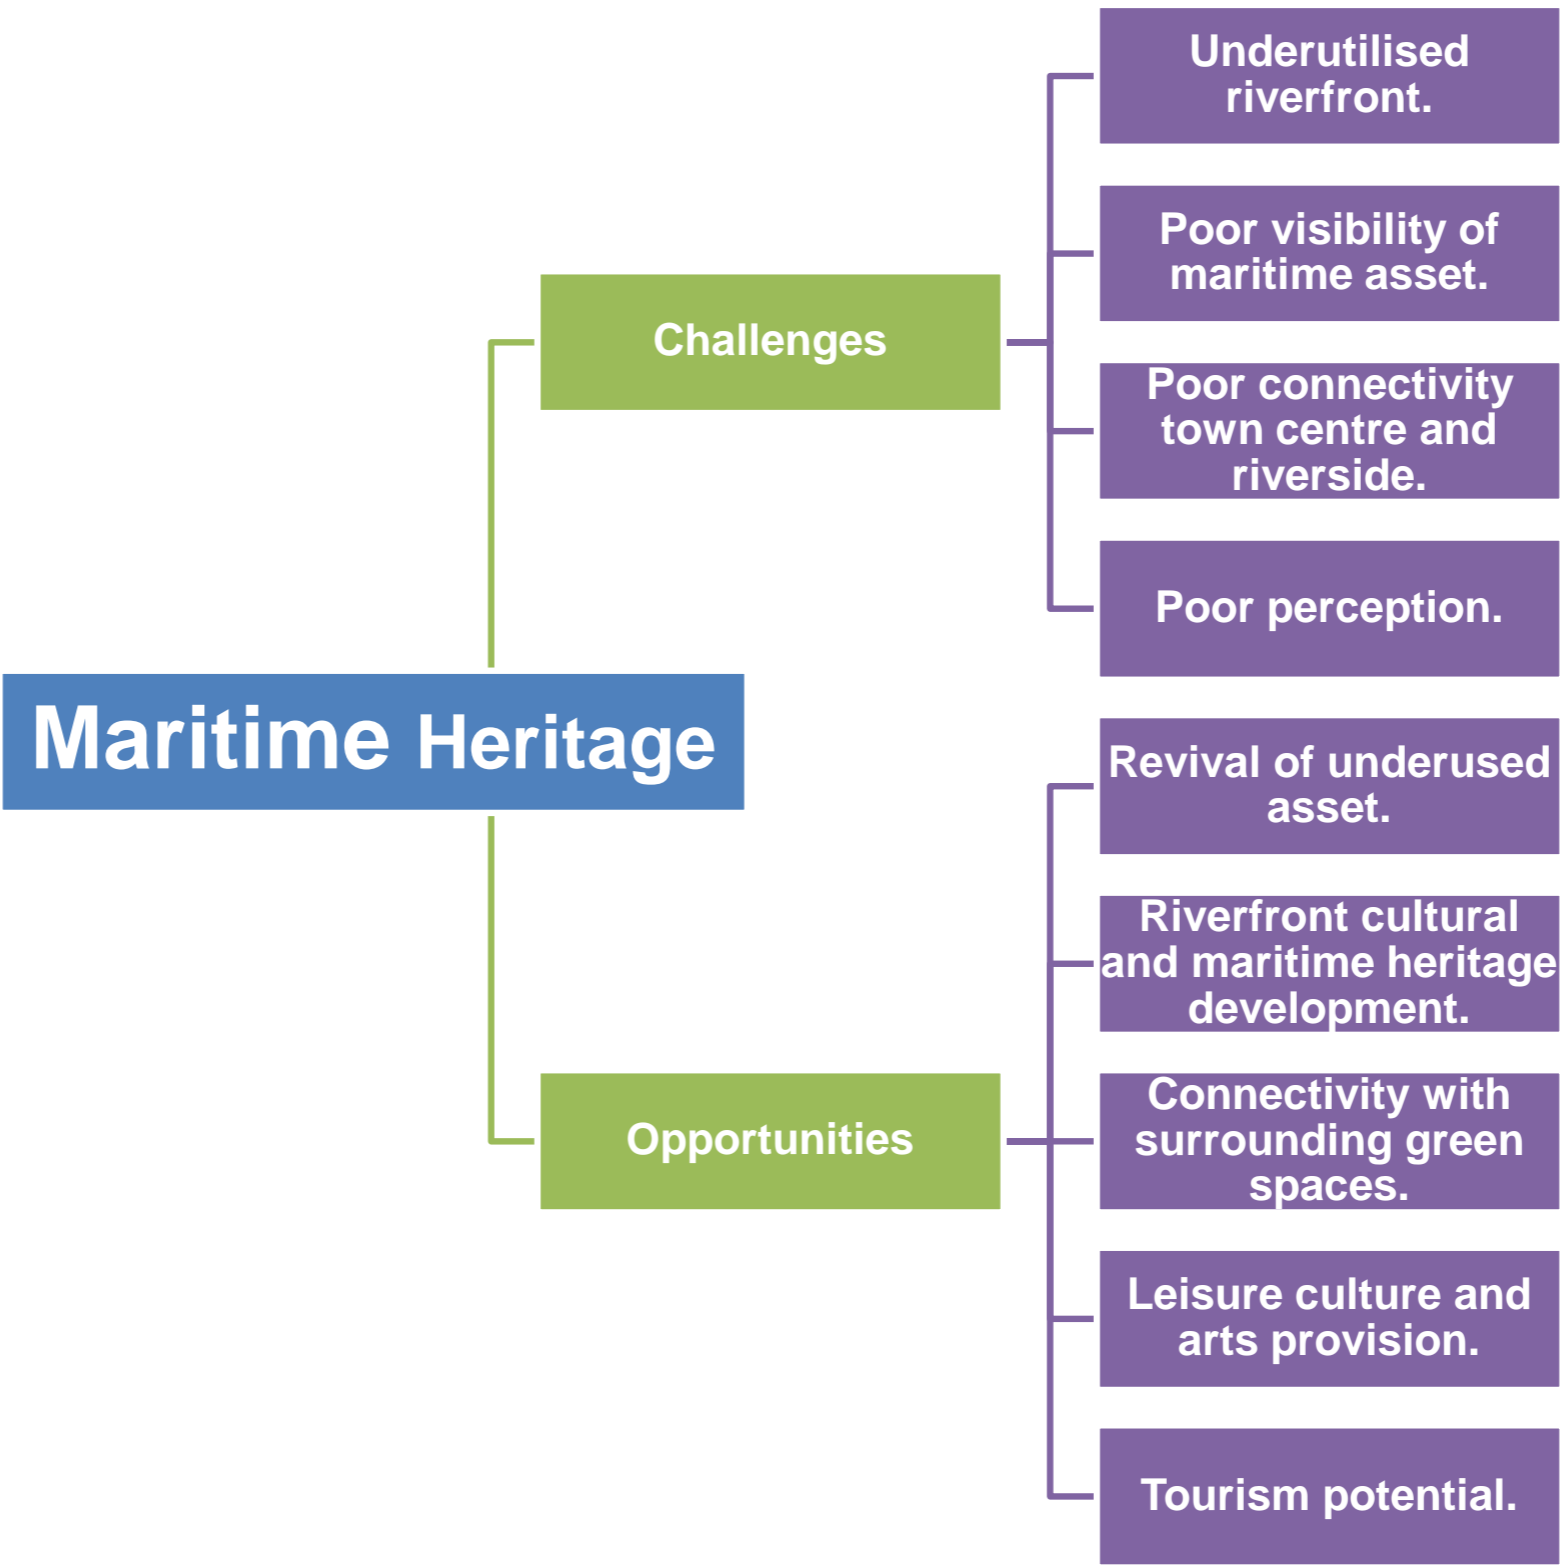 Underutilised
riverfront.
Poor visibility of
maritime asset.
Challenges
Poor connectivity
town centre and
riverside.
Poor perception.
Maritime Heritage
Revival of underused
asset.
Riverfront cultural
and maritime heritage
development.
Connectivity with
surrounding green
spaces.
Opportunities
Leisure culture and
arts provision.
Tourism potential.